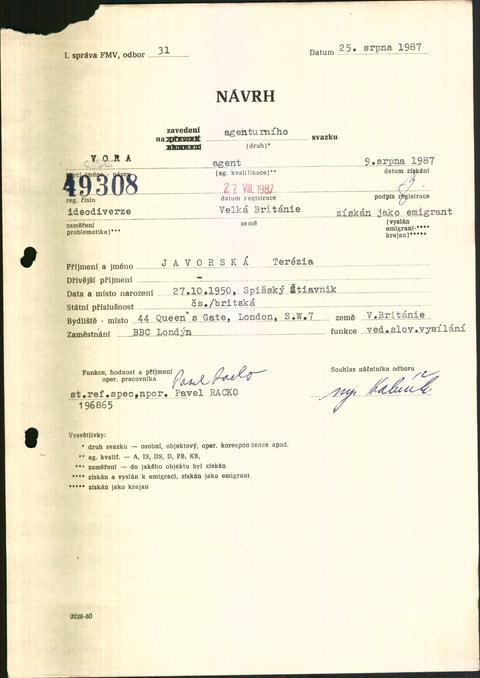 I. správa FMV, odbor 31
Datum 25. srpna 1987
NÁVRH
zavedení
na agenturního svazku
(druh)*
V O R A agent 9.srpna 1987
krycí jméno - název (ag. kvalifikace)** datum získání
49308 27 VIII. 1987
reg. číslo datum registrace podpis registrace
ideodiverze Velká Británie získán jako emigrant
zaměření země (vyslán
problematika)*** emigrant-****
krajan)*****
Příjmení a jméno J A V O R S K Á Terézia
Dřívější příjmení –
Datum a místo narození 27.10.1950, Spišský Štiavnik
Státní příslušnost čs./britská
Bydliště - místo 44 Queen's Gate, London, S.W.7 země V.Británie
Zaměstnání BBC Londýn funkce ved.slov.vysílání
Funkce, hodnost a příjmení Souhlas náčelníka odboru
oper. pracovníka
st.ref.spec,npor. Pavel RACKO
196865
Vysvětlivky:
* druh svazku — osobní, objektový, oper. korespondence apod.
** ag. kvalif. — A, IS, DS, D, PB, KB,
*** zaměření — do jakého objektu byl získán
**** získán a vyslán k emigraci, získán jako emigrant
***** získán jako krajan
0226-80